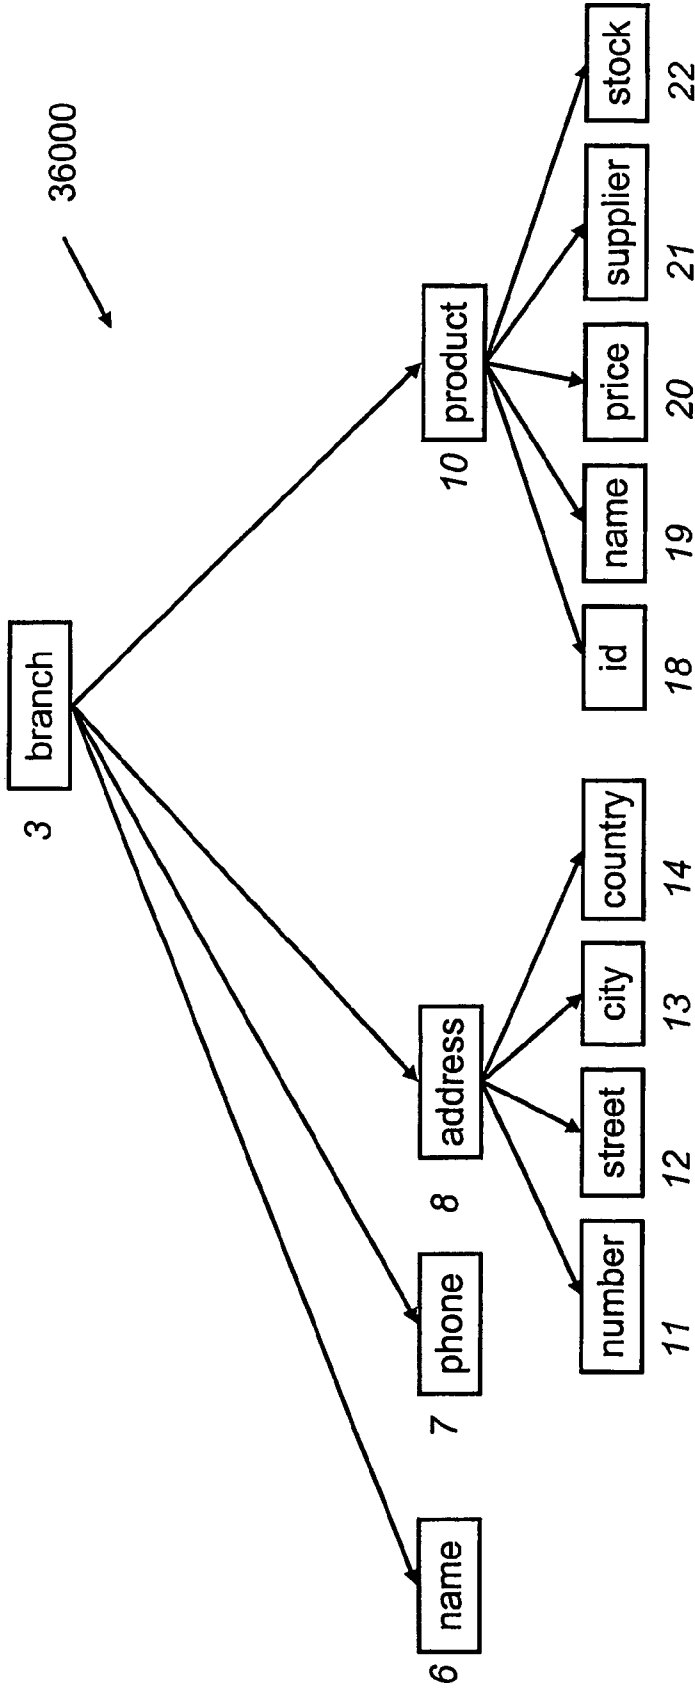 36000
branch
3
name
6
phone
7
address
8
product
10
number
11
street
12
city
13
country
14
id
18
name
19
price
20
supplier
21
stock
22